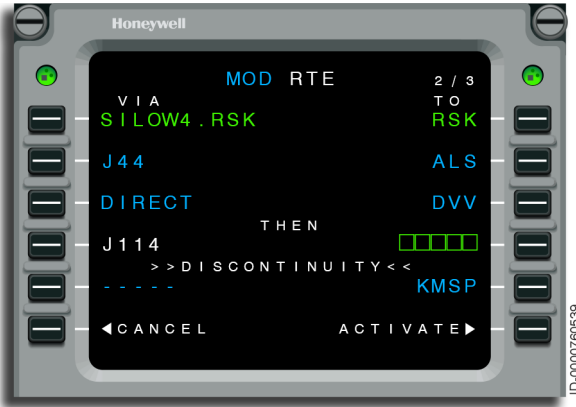 Honeywell
MOD RTE 2/3
VIA TO
SILOW4.RSK RSK
J44 ALS
DIRECT DVV
THEN
J114 □□□□□
>>DISCONTINUITY<<
----- KMSP
◀CANCEL ACTIVATE▶
ID-0000760539